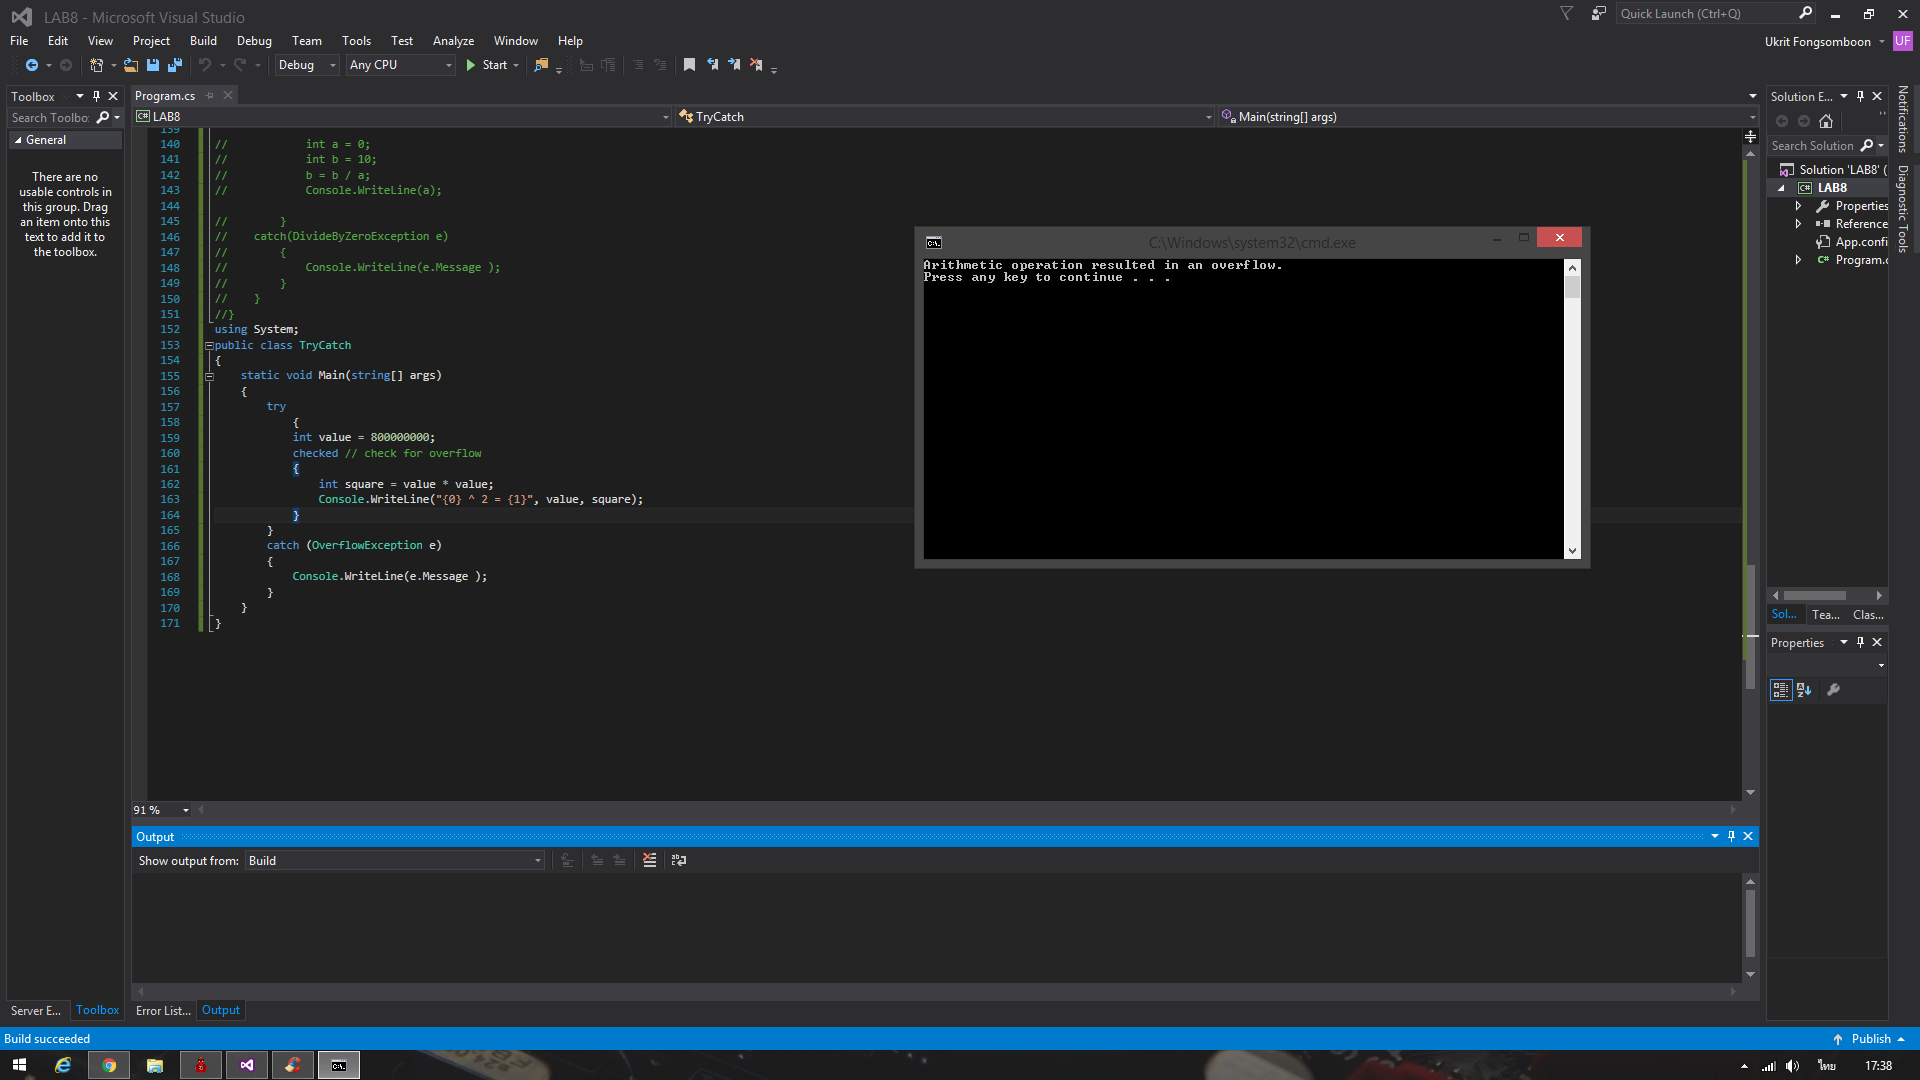 LAB8 - Microsoft Visual Studio
Quick Launch (Ctrl+Q)
File Edit View Project Build Debug Team Tools Test Analyze Window Help
Ukrit Fongsomboon UF
Debug Any CPU Start
Toolbox
Search Toolbo
General
There are no
usable controls in
this group. Drag
an item onto this
text to add it to
the toolbox.
Program.cs
LAB8 TryCatch Main(string[] args)
139
140 // int a = 0;
141 // int b = 10;
142 // b = b / a;
143 // Console.WriteLine(a);
144
145 // }
146 // catch(DivideByZeroException e)
147 // {
148 // Console.WriteLine(e.Message );
149 // }
150 // }
151 //}
152 using System;
153 public class TryCatch
154 {
155 static void Main(string[] args)
156 {
157 try
158 {
159 int value = 800000000;
160 checked // check for overflow
161 {
162 int square = value * value;
163 Console.WriteLine("{0} ^ 2 = {1}", value, square);
164 }
165 }
166 catch (OverflowException e)
167 {
168 Console.WriteLine(e.Message );
169 }
170 }
171 }
C:\Windows\system32\cmd.exe
Arithmetic operation resulted in an overflow.
Press any key to continue . . .
91 %
Output
Show output from: Build
Server E... Toolbox
Error List... Output
Solution E...
Search Solution
Solution 'LAB8' (
LAB8
Properties
Reference
App.confi
Program.c
Sol... Tea... Clas...
Properties
Notifications
Diagnostic Tools
Build succeeded
Publish
ไทย
17:38